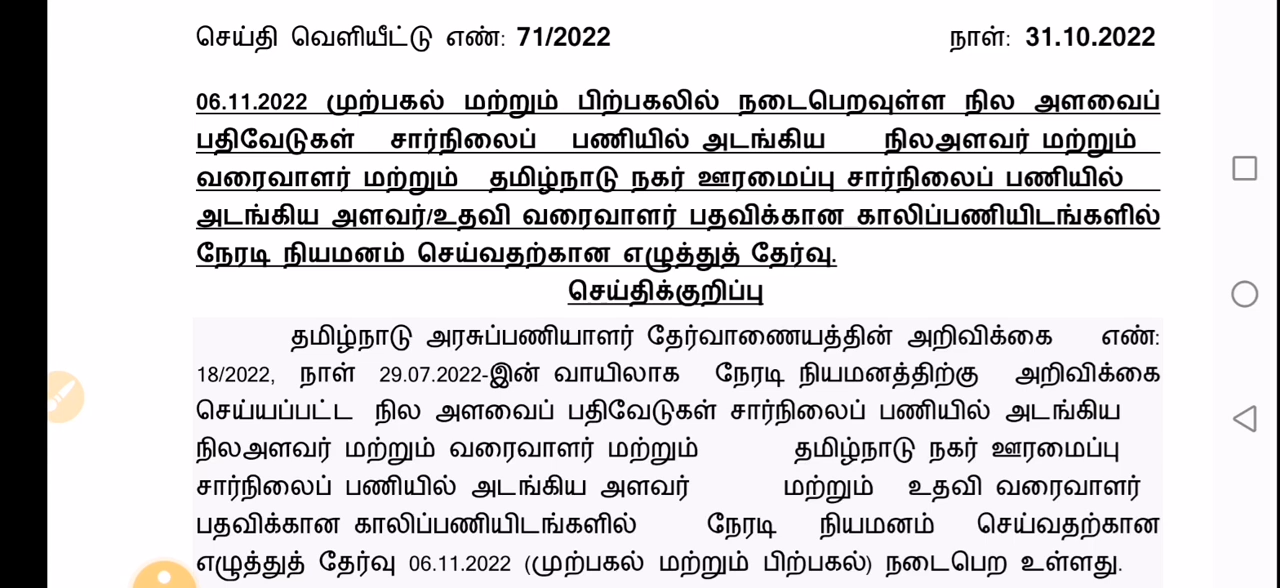 செய்தி வெளியீட்டு எண்: 71/2022 நாள்: 31.10.2022
06.11.2022 முற்பகல் மற்றும் பிற்பகலில் நடைபெறவுள்ள நில அளவைப்
பதிவேடுகள் சார்நிலைப் பணியில் அடங்கிய நிலஅளவர் மற்றும்
வரைவாளர் மற்றும் தமிழ்நாடு நகர் ஊரமைப்பு சார்நிலைப் பணியில்
அடங்கிய அளவர்/உதவி வரைவாளர் பதவிக்கான காலிப்பணியிடங்களில்
நேரடி நியமனம் செய்வதற்கான எழுத்துத் தேர்வு.
செய்திக்குறிப்பு
தமிழ்நாடு அரசுப்பணியாளர் தேர்வாணையத்தின் அறிவிக்கை எண்:
18/2022, நாள் 29.07.2022-இன் வாயிலாக நேரடி நியமனத்திற்கு அறிவிக்கை
செய்யப்பட்ட நில அளவைப் பதிவேடுகள் சார்நிலைப் பணியில் அடங்கிய
நிலஅளவர் மற்றும் வரைவாளர் மற்றும் தமிழ்நாடு நகர் ஊரமைப்பு
சார்நிலைப் பணியில் அடங்கிய அளவர் மற்றும் உதவி வரைவாளர்
பதவிக்கான காலிப்பணியிடங்களில் நேரடி நியமனம் செய்வதற்கான
எழுத்துத் தேர்வு 06.11.2022 (முற்பகல் மற்றும் பிற்பகல்) நடைபெற உள்ளது.